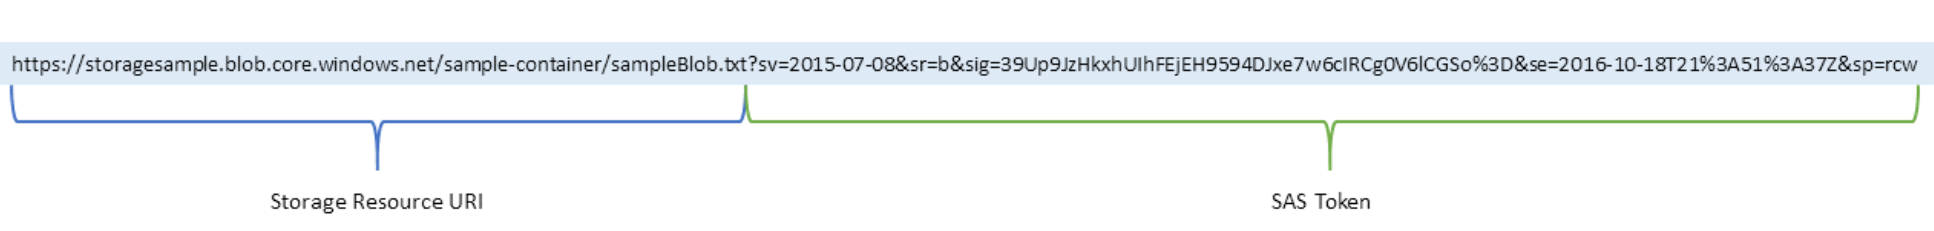 https://storagesample.blob.core.windows.net/sample-container/sampleBlob.txt?sv=2015-07-08&sr=b&sig=39Up9JzHkxhUIhFEjEH9594DJxe7w6cIRCg0V6lCGSo%3D&se=2016-10-18T21%3A51%3A37Z&sp=rcw
Storage Resource URI
SAS Token